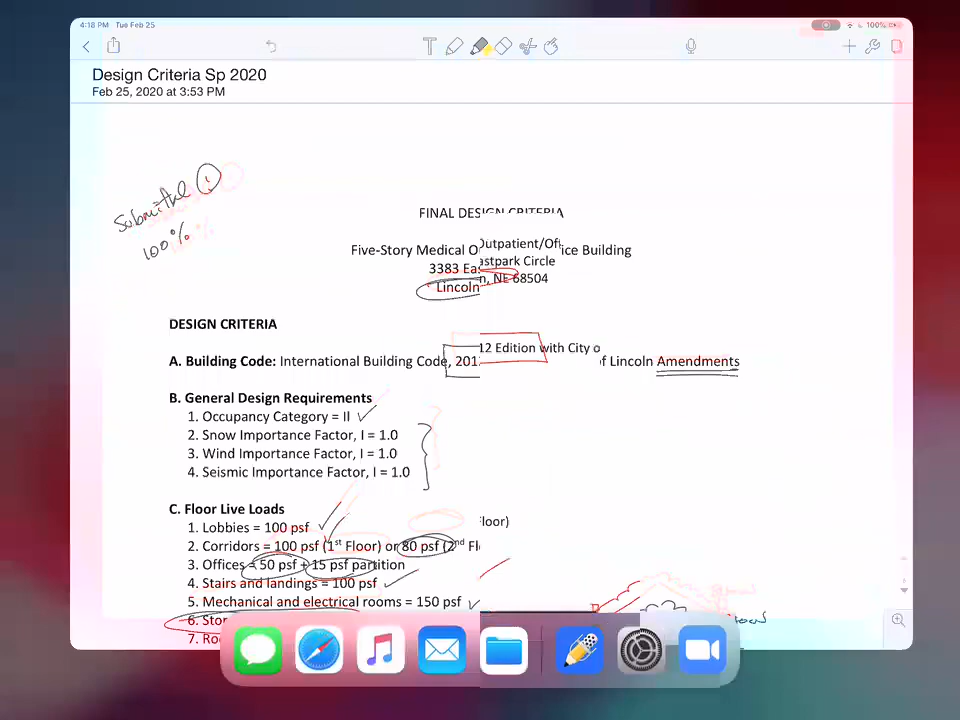 4:18 PM Tue Feb 25
100%
Design Criteria Sp 2020
Feb 25, 2020 at 3:53 PM
Submittal 1
100%
FINAL DESIGN CRITERIA
Five-Story Medical Outpatient/Office Building
3383 Eastpark Circle
Lincoln, NE 68504
DESIGN CRITERIA
A. Building Code: International Building Code, 2012 Edition with City of Lincoln Amendments
B. General Design Requirements
1. Occupancy Category = II
2. Snow Importance Factor, I = 1.0
3. Wind Importance Factor, I = 1.0
4. Seismic Importance Factor, I = 1.0
C. Floor Live Loads
1. Lobbies = 100 psf
2. Corridors = 100 psf (1st Floor) or 80 psf (2nd Floor)
3. Offices = 50 psf + 15 psf partition
4. Stairs and landings = 100 psf
5. Mechanical and electrical rooms = 150 psf
6. Stor
7. Roo